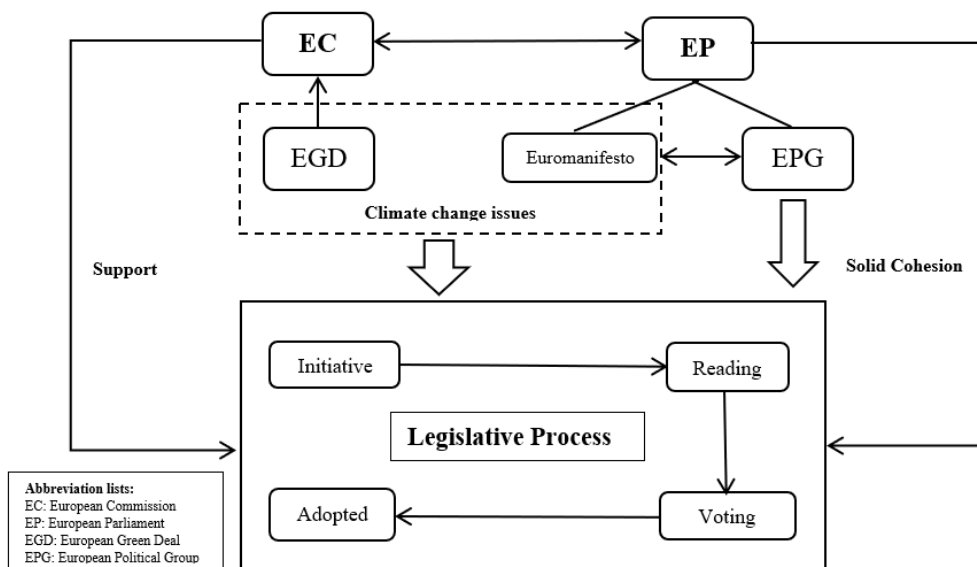 EC
EP
EGD
Euromanifesto
EPG
Climate change issues
Support
Solid Cohesion
Initiative
Reading
Legislative Process
Adopted
Voting
Abbreviation lists:
EC: European Commission
EP: European Parliament
EGD: European Green Deal
EPG: European Political Group